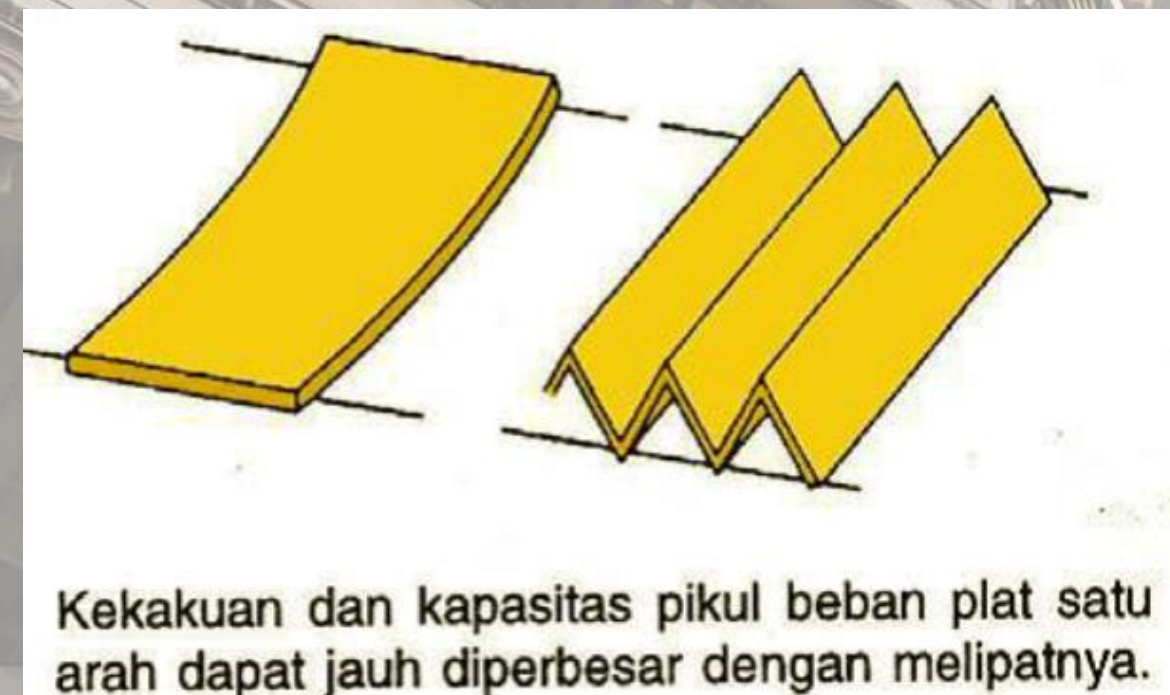 Kekakuan dan kapasitas pikul beban plat satu
arah dapat jauh diperbesar dengan melipatnya.